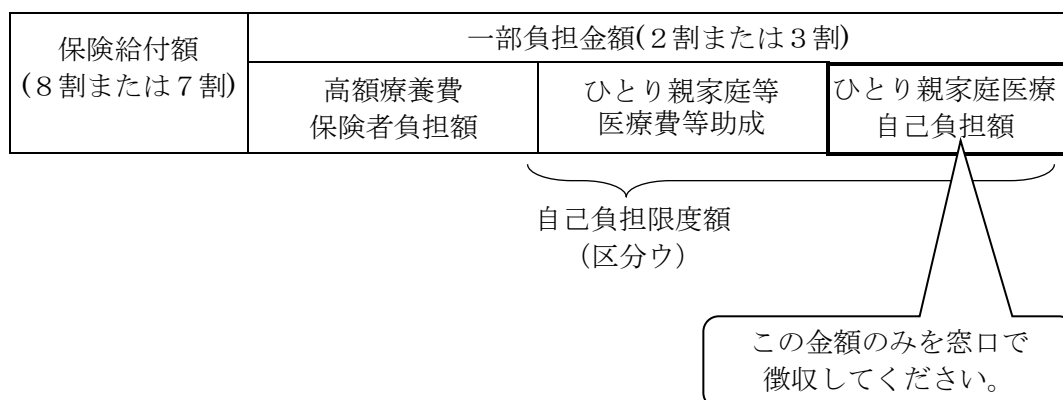 保険給付額
(８割または７割)
一部負担金額(２割または３割)
高額療養費
保険者負担額
ひとり親家庭等
医療費等助成
ひとり親家庭医療
自己負担額
自己負担限度額
（区分ウ）
この金額のみを窓口で
徴収してください。